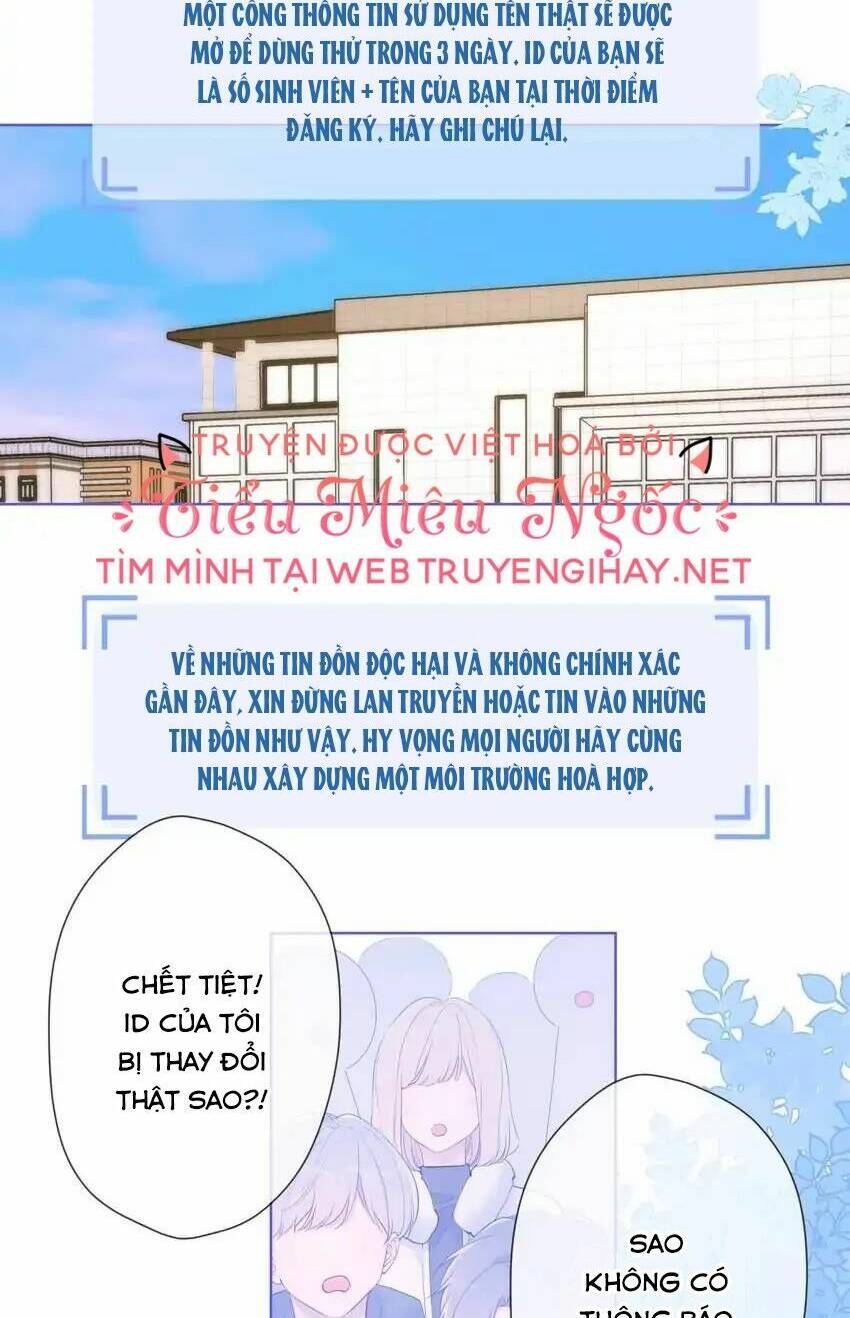 MỘT CỔNG THÔNG TIN SỬ DỤNG TÊN THẬT SẼ ĐƯỢC
MỞ ĐỂ DÙNG THỬ TRONG 3 NGÀY. ID CỦA BẠN SẼ
LÀ SỐ SINH VIÊN + TÊN CỦA BẠN TẠI THỜI ĐIỂM
ĐĂNG KÝ. HÃY GHI CHÚ LẠI.
TRUYỆN ĐƯỢC VIỆT HOÁ BỞI
Tiểu Miêu Ngốc
TÌM MÌNH TẠI WEB TRUYENGIHAY.NET
VỀ NHỮNG TIN ĐỒN ĐỘC HẠI VÀ KHÔNG CHÍNH XÁC
GẦN ĐÂY, XIN ĐỪNG LAN TRUYỀN HOẶC TIN VÀO NHỮNG
TIN ĐỒN NHƯ VẬY. HY VỌNG MỌI NGƯỜI HÃY CÙNG
NHAU XÂY DỰNG MỘT MÔI TRƯỜNG HOÀ HỢP.
CHẾT TIỆT!
ID CỦA TÔI
BỊ THAY ĐỔI
THẬT SAO?!
SAO
KHÔNG CÓ
THÔNG BÁO